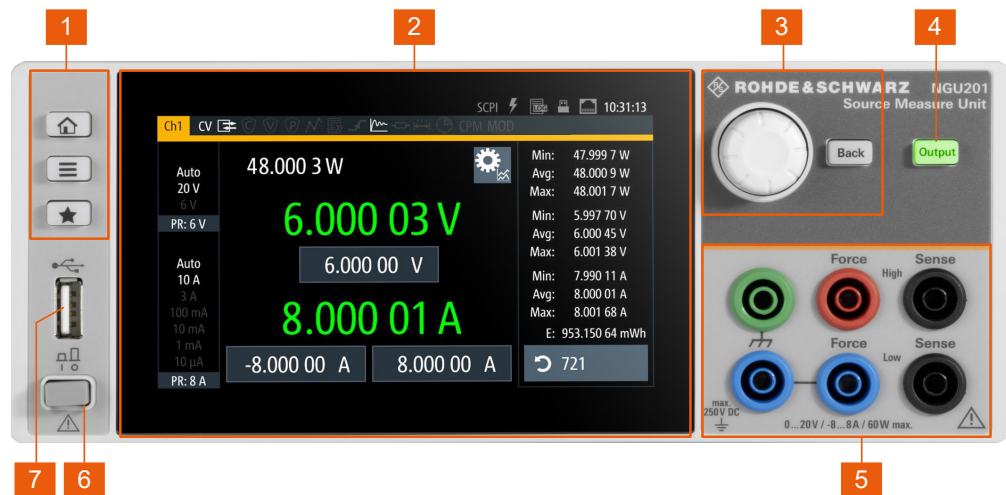 1
2
3
4
ROHDE&SCHWARZ NGU201
Source Measure Unit
SCPI 10:31:13
Ch1 CV CPM MOD
Auto
20 V
6 V
PR: 6 V
48.000 3 W
6.000 03 V
6.000 00 V
Auto
10 A
3 A
100 mA
10 mA
1 mA
10 µA
PR: 8 A
8.000 01 A
-8.000 00 A
8.000 00 A
Min: 47.999 7 W
Avg: 48.000 9 W
Max: 48.001 7 W
Min: 5.997 70 V
Avg: 6.000 45 V
Max: 6.001 38 V
Min: 7.990 11 A
Avg: 8.000 01 A
Max: 8.001 68 A
E: 953.150 64 mWh
721
Back
Output
Force Sense
High
Force Sense
Low
max.
250 V DC
0...20V / -8...8A / 60W max.
7
6
5